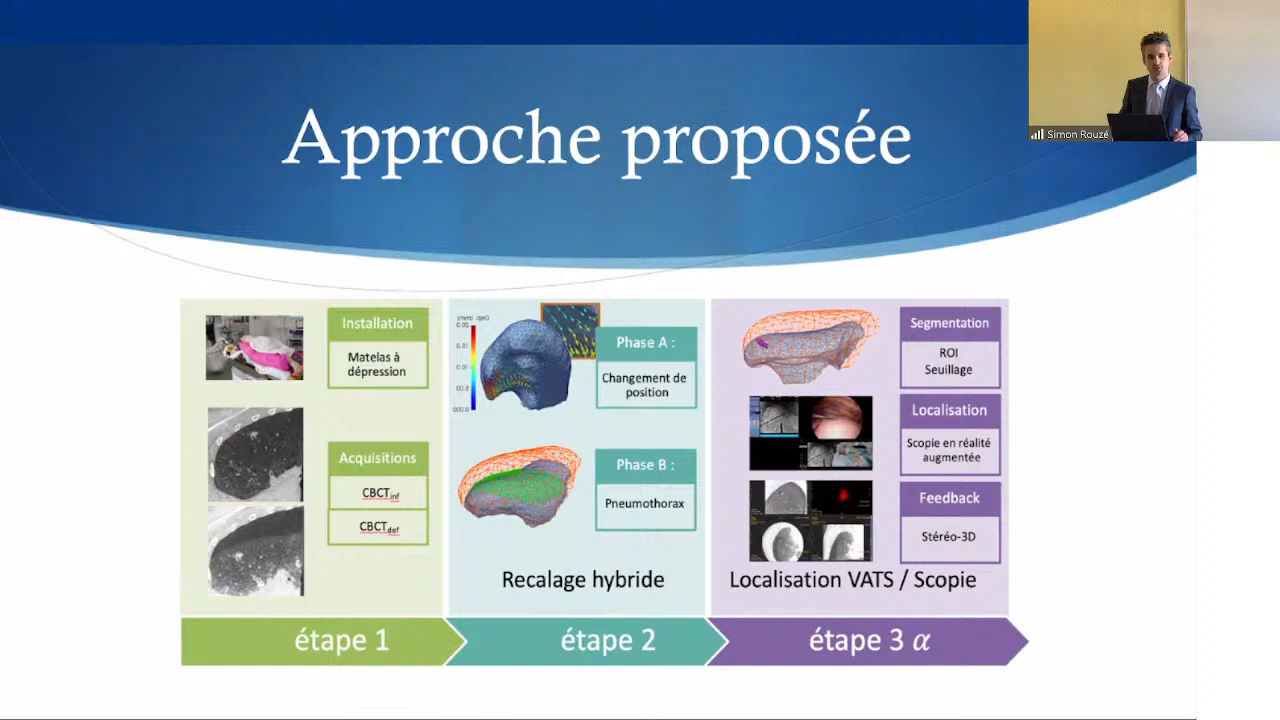 Simon Rouzé
Approche proposée
Installation
Matelas à
dépression
Acquisitions
CBCTinf
CBCTdef
étape 1
Phase A :
Changement de
position
Phase B :
Pneumothorax
Recalage hybride
étape 2
Segmentation
ROI
Seuillage
Localisation
Scopie en réalité
augmentée
Feedback
Stéréo-3D
Localisation VATS / Scopie
étape 3 α